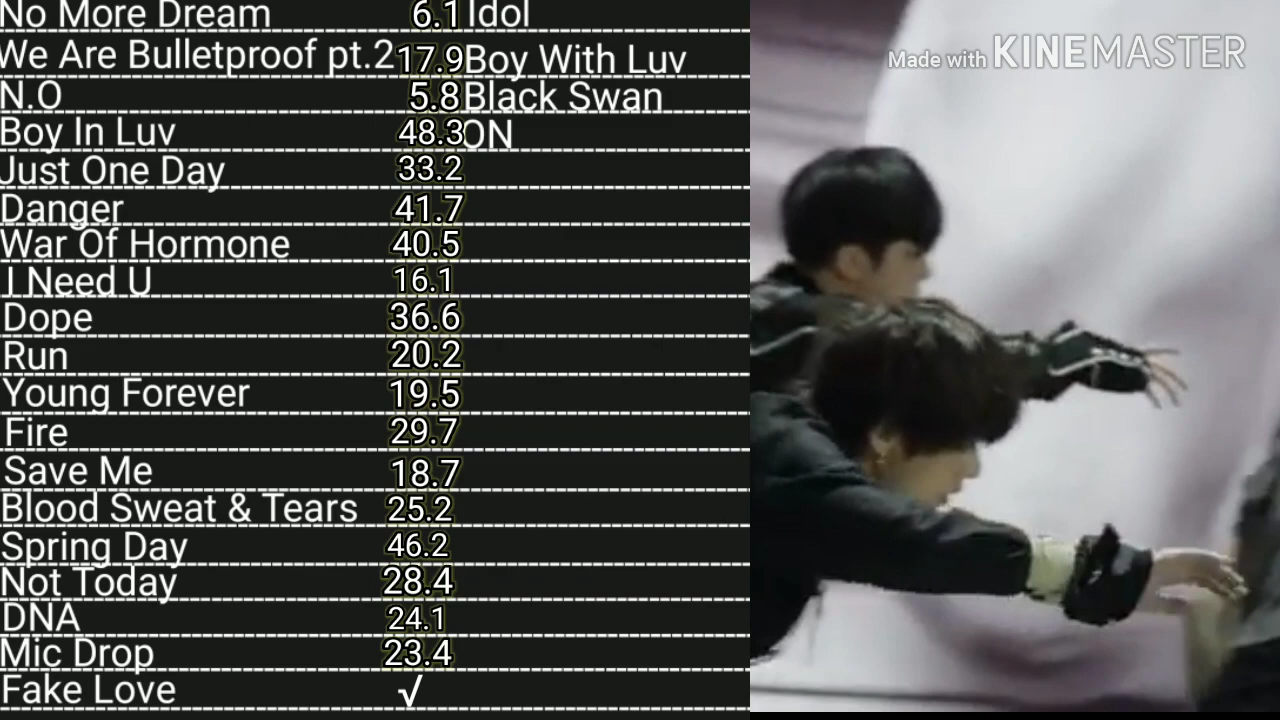 No More Dream 6.1 Idol
We Are Bulletproof pt.2 17.9 Boy With Luv
N.O 5.8 Black Swan
Boy In Luv 48.3 ON
Just One Day 33.2
Danger 41.7
War Of Hormone 40.5
I Need U 16.1
Dope 36.6
Run 20.2
Young Forever 19.5
Fire 29.7
Save Me 18.7
Blood Sweat & Tears 25.2
Spring Day 46.2
Not Today 28.4
DNA 24.1
Mic Drop 23.4
Fake Love √
Made with KINEMASTER